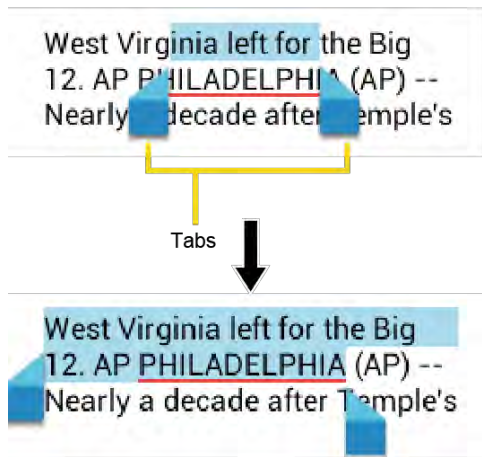 West Virginia left for the Big
12. AP PHILADELPHIA (AP) --
Nearly decade after emple's
Tabs
West Virginia left for the Big
12. AP PHILADELPHIA (AP) --
Nearly a decade after Temple's